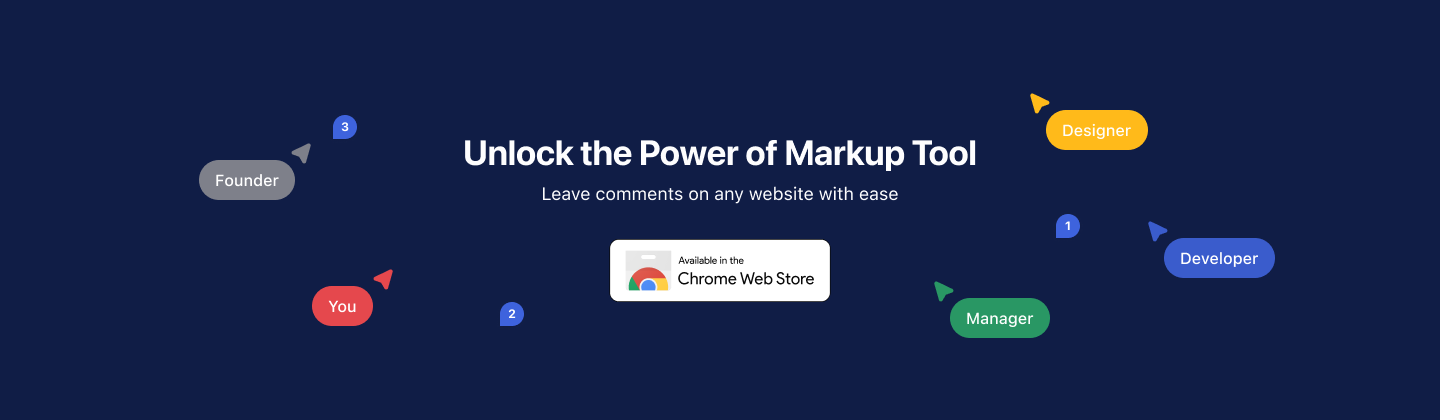 Unlock the Power of Markup Tool
Leave comments on any website with ease
Available in the
Chrome Web Store
Founder
3
You
2
Designer
1
Developer
Manager